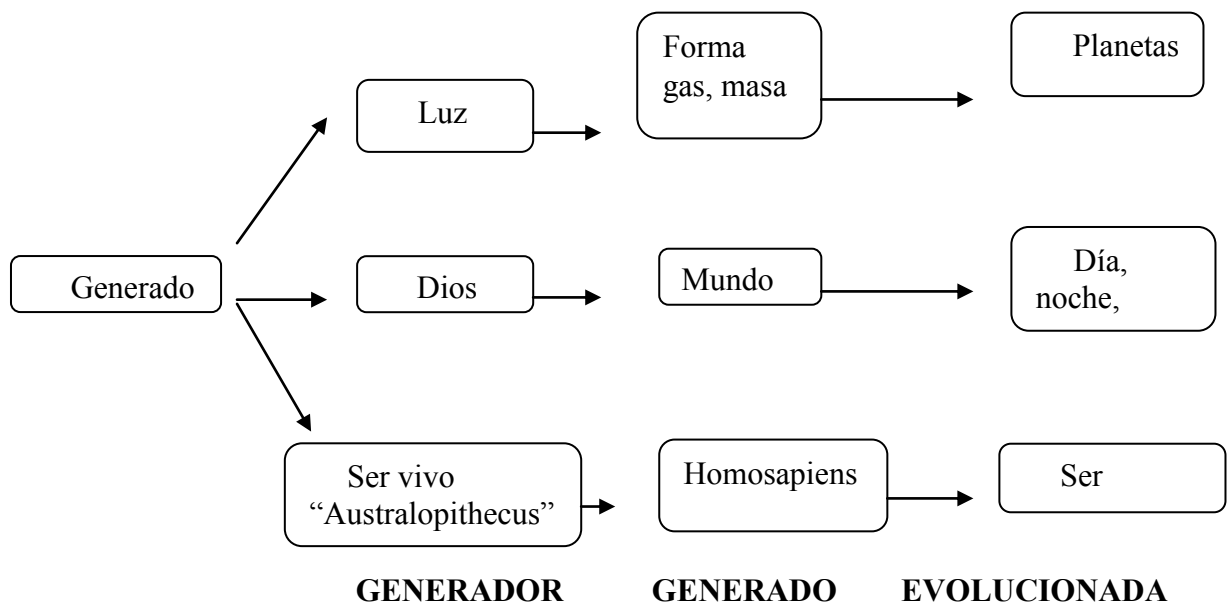 Forma
gas, masa
Planetas
Luz
Generado
Dios
Mundo
Día,
noche,
Ser vivo
“Australopithecus”
Homosapiens
Ser
GENERADOR GENERADO EVOLUCIONADA